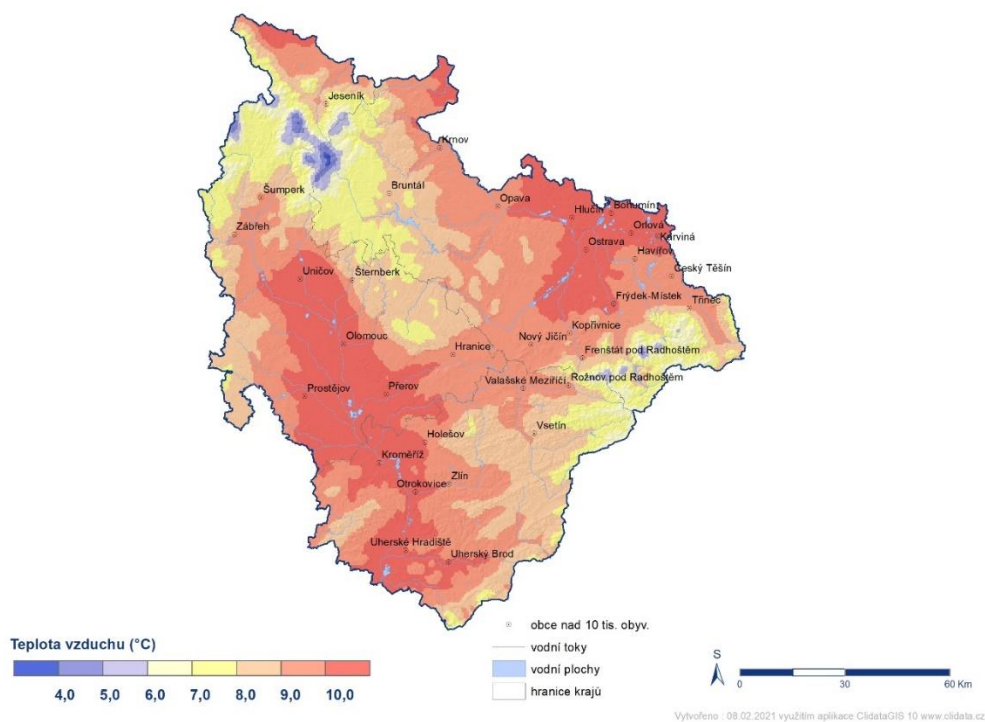 Jeseník
Krnov
Bruntál
Šumperk
Opava
Hlučín
Bohumín
Zábřeh
Orlová
Karviná
Ostrava
Havířov
Český Těšín
Uničov
Šternberk
Frýdek-Místek
Třinec
Kopřivnice
Olomouc
Nový Jičín
Hranice
Frenštát pod Radhoštěm
Valašské Meziříčí
Rožnov pod Radhoštěm
Prostějov
Přerov
Vsetín
Holešov
Kroměříž
Zlín
Otrokovice
Uherské Hradiště
Uherský Brod
Teplota vzduchu (°C)
4,0 5,0 6,0 7,0 8,0 9,0 10,0
obce nad 10 tis. obyv.
vodní toky
vodní plochy
hranice krajů
S
0 30 60 Km
Vytvořeno : 08.02.2021 využitím aplikace ClidataGIS 10 www.clidata.cz